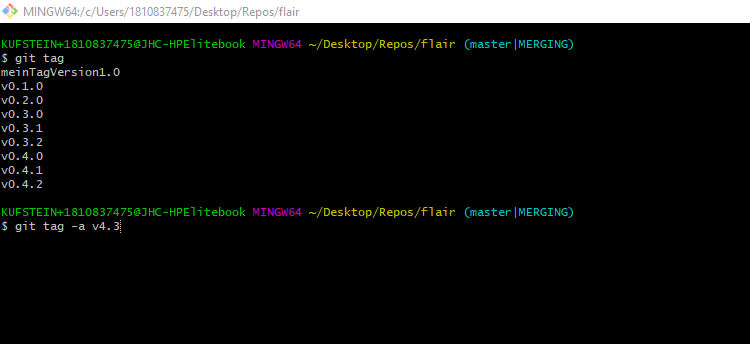 MINGW64:/c/Users/1810837475/Desktop/Repos/flair
KUFSTEIN+1810837475@JHC-HPElitebook MINGW64 ~/Desktop/Repos/flair (master|MERGING)
$ git tag
meinTagVersion1.0
v0.1.0
v0.2.0
v0.3.0
v0.3.1
v0.3.2
v0.4.0
v0.4.1
v0.4.2
KUFSTEIN+1810837475@JHC-HPElitebook MINGW64 ~/Desktop/Repos/flair (master|MERGING)
$ git tag -a v4.3